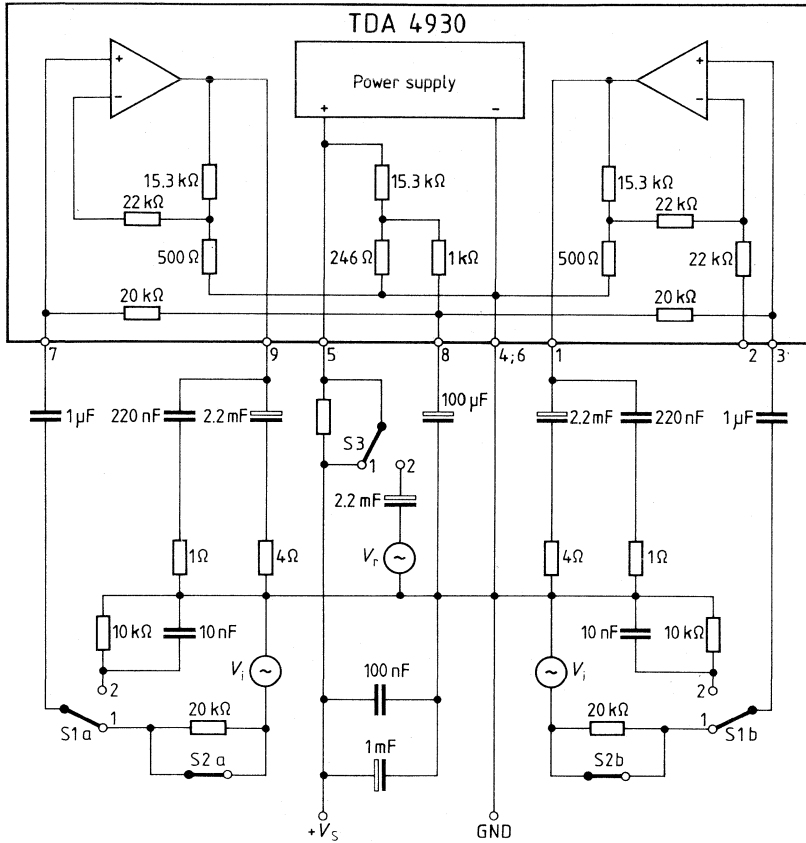 TDA 4930
+
−
Power supply
+
−
+
−
15.3 kΩ
22 kΩ
500 Ω
20 kΩ
15.3 kΩ
246 Ω
1 kΩ
15.3 kΩ
22 kΩ
500 Ω
22 kΩ
20 kΩ
7
9
5
8
4;6
1
2
3
1 µF
220 nF
2.2 mF
100 µF
2.2 mF
220 nF
1 µF
S3
1
2
2.2 mF
1 Ω
4 Ω
Vr
4 Ω
1 Ω
10 kΩ
10 nF
Vi
100 nF
Vi
10 nF
10 kΩ
2
1
S1a
20 kΩ
S2a
1 mF
20 kΩ
S2b
2
1
S1b
+VS
GND